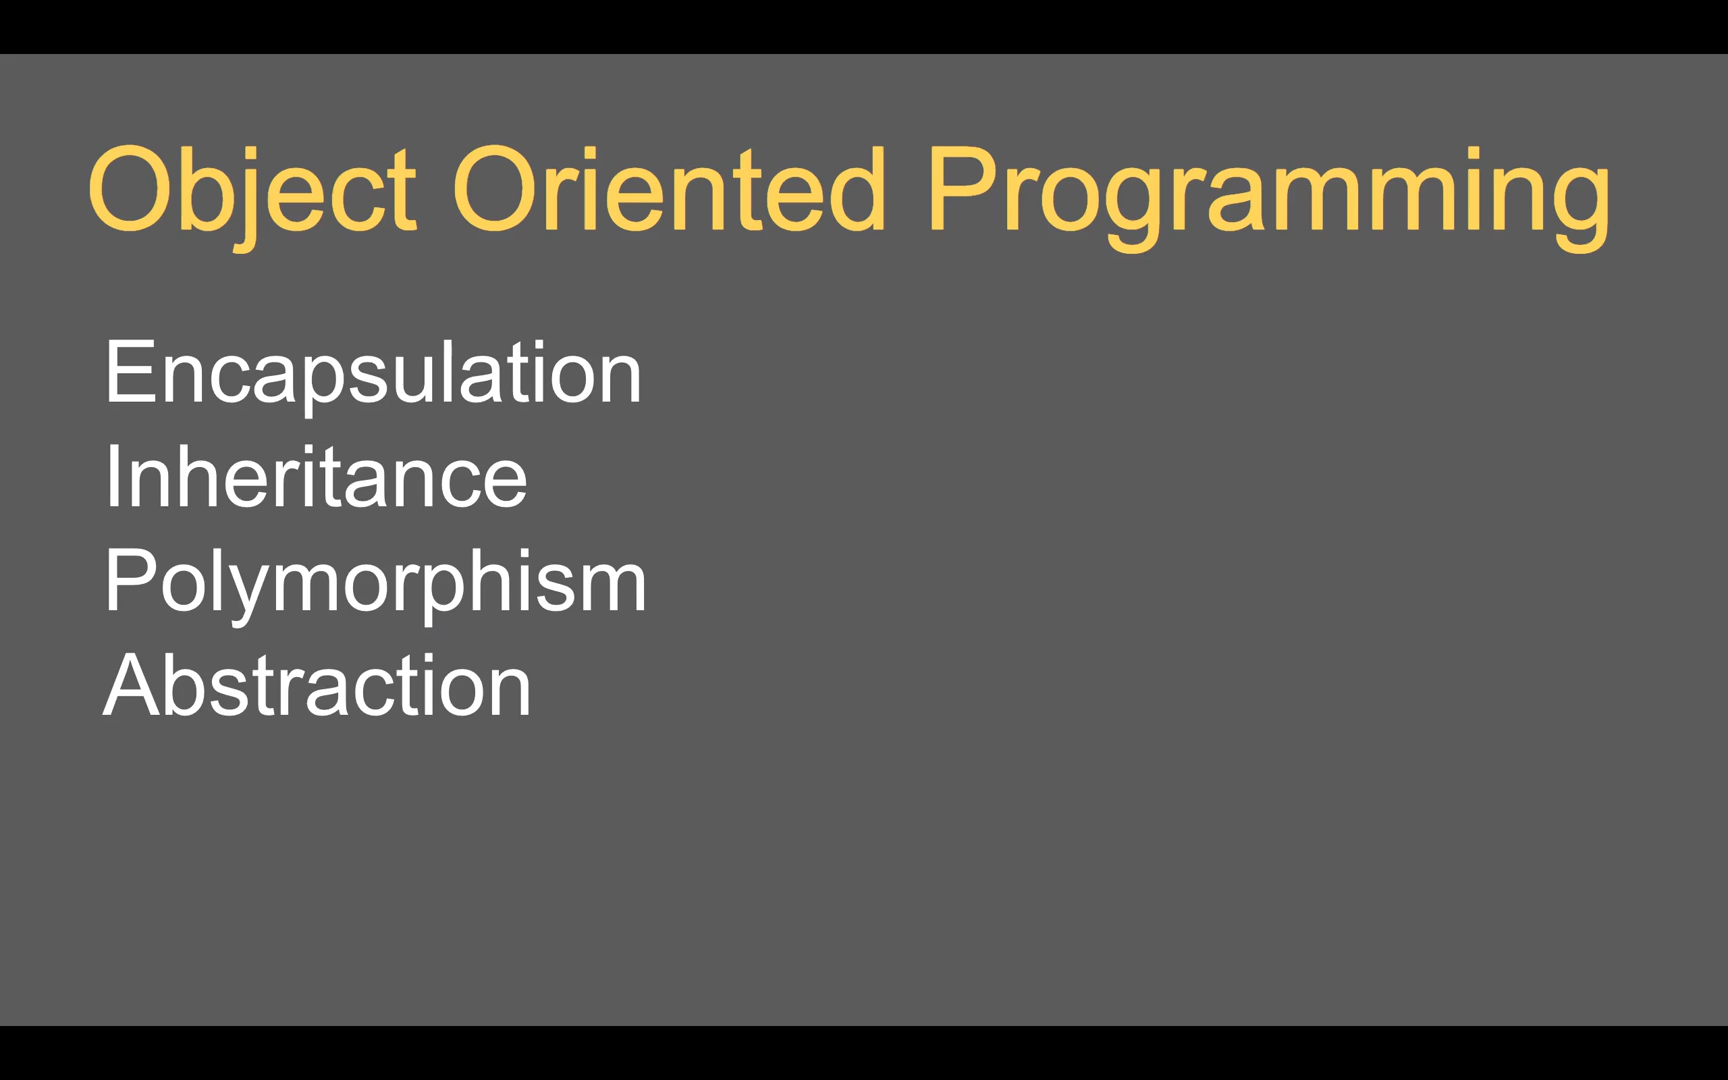 Object Oriented Programming
Encapsulation
Inheritance
Polymorphism
Abstraction